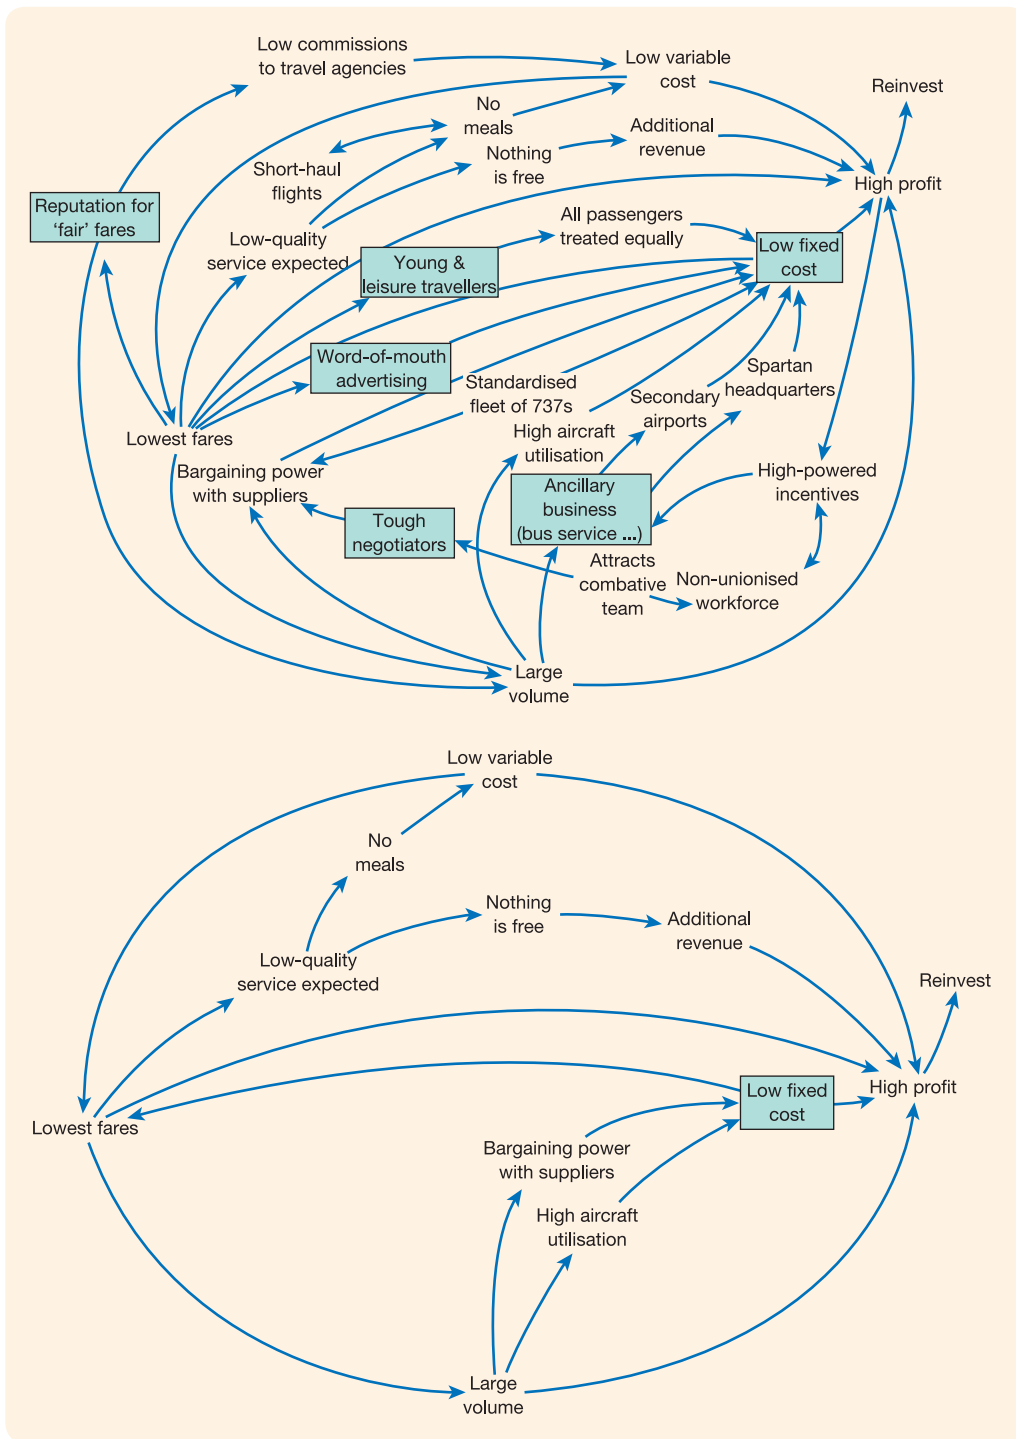 Low commissions
to travel agencies
Low variable
cost
Reinvest
No
meals
Additional
revenue
Nothing
is free
Short-haul
flights
High profit
Reputation for
‘fair’ fares
All passengers
treated equally
Low-quality
service expected
Young &
leisure travellers
Low fixed
cost
Word-of-mouth
advertising
Spartan
headquarters
Standardised
fleet of 737s
Secondary
airports
Lowest fares
High aircraft
utilisation
Bargaining power
with suppliers
High-powered
incentives
Ancillary
business
(bus service ...)
Tough
negotiators
Attracts
combative
team
Non-unionised
workforce
Large
volume
Low variable
cost
No
meals
Nothing
is free
Additional
revenue
Low-quality
service expected
Reinvest
High profit
Low fixed
cost
Lowest fares
Bargaining power
with suppliers
High aircraft
utilisation
Large
volume